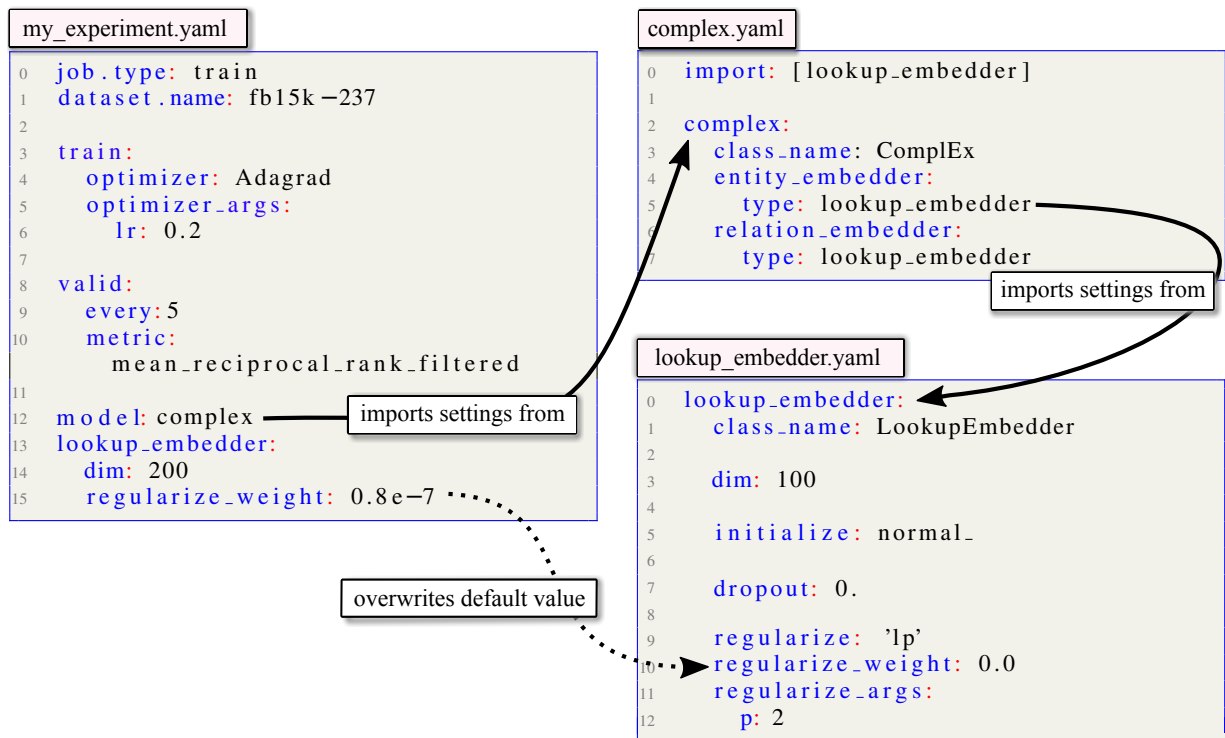 my_experiment.yaml
0 job.type: train
1 dataset.name: fb15k-237
2
3 train:
4 optimizer: Adagrad
5 optimizer_args:
6 lr: 0.2
7
8 valid:
9 every: 5
10 metric:
mean_reciprocal_rank_filtered
11
12 model: complex
13 lookup_embedder:
14 dim: 200
15 regularize_weight: 0.8e-7
imports settings from
overwrites default value
complex.yaml
0 import: [lookup_embedder]
1
2 complex:
3 class_name: ComplEx
4 entity_embedder:
5 type: lookup_embedder
6 relation_embedder:
7 type: lookup_embedder
imports settings from
lookup_embedder.yaml
0 lookup_embedder:
1 class_name: LookupEmbedder
2
3 dim: 100
4
5 initialize: normal_
6
7 dropout: 0.
8
9 regularize: 'lp'
10 regularize_weight: 0.0
11 regularize_args:
12 p: 2